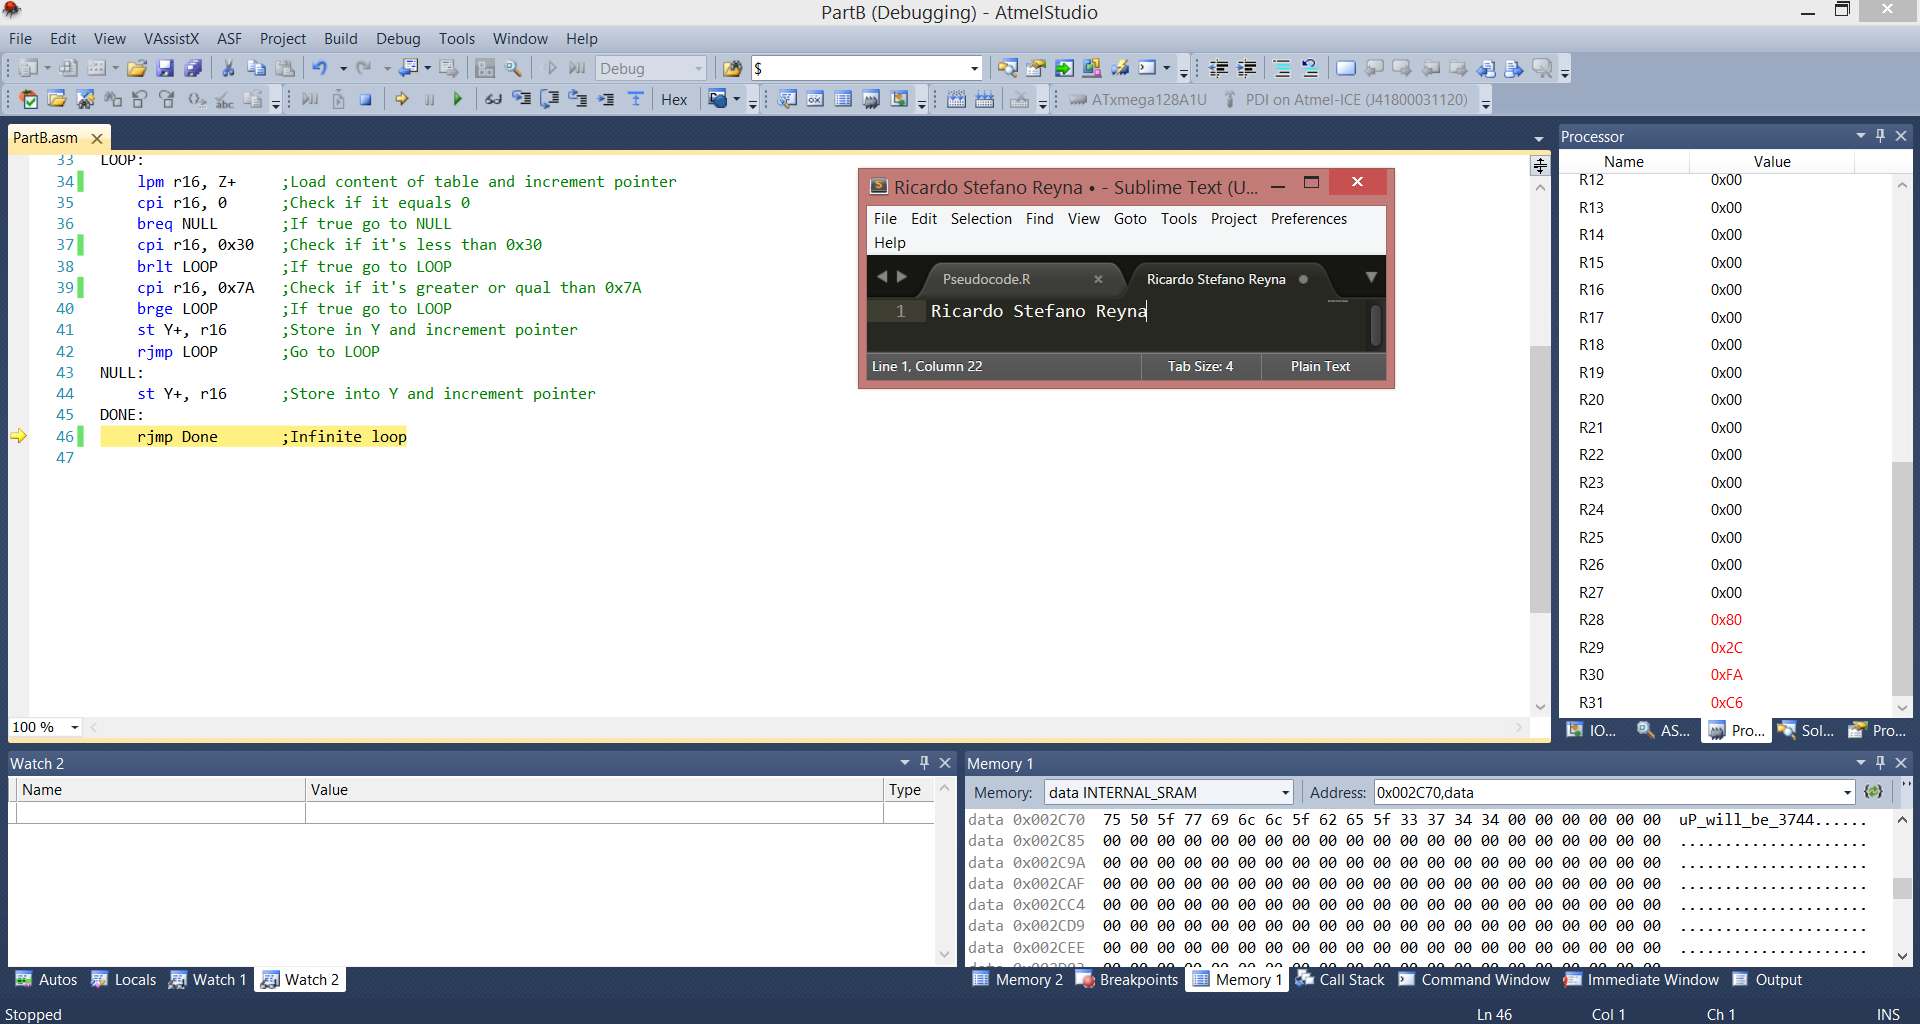 PartB (Debugging) - AtmelStudio
File Edit View VAssistX ASF Project Build Debug Tools Window Help
Debug $
Hex ATxmega128A1U PDI on Atmel-ICE (J41800031120)
PartB.asm
33 LOOP:
34 lpm r16, Z+ ;Load content of table and increment pointer
35 cpi r16, 0 ;Check if it equals 0
36 breq NULL ;If true go to NULL
37 cpi r16, 0x30 ;Check if it's less than 0x30
38 brlt LOOP ;If true go to LOOP
39 cpi r16, 0x7A ;Check if it's greater or qual than 0x7A
40 brge LOOP ;If true go to LOOP
41 st Y+, r16 ;Store in Y and increment pointer
42 rjmp LOOP ;Go to LOOP
43 NULL:
44 st Y+, r16 ;Store into Y and increment pointer
45 DONE:
46 rjmp Done ;Infinite loop
47
100 %
Ricardo Stefano Reyna • - Sublime Text (U...
File Edit Selection Find View Goto Tools Project Preferences
Help
Pseudocode.R Ricardo Stefano Reyna
1 Ricardo Stefano Reyna
Line 1, Column 22 Tab Size: 4 Plain Text
Processor
Name Value
R12 0x00
R13 0x00
R14 0x00
R15 0x00
R16 0x00
R17 0x00
R18 0x00
R19 0x00
R20 0x00
R21 0x00
R22 0x00
R23 0x00
R24 0x00
R25 0x00
R26 0x00
R27 0x00
R28 0x80
R29 0x2C
R30 0xFA
R31 0xC6
IO... AS... Pro... Sol... Pro...
Watch 2
Name Value Type
Autos Locals Watch 1 Watch 2
Memory 1
Memory: data INTERNAL_SRAM Address: 0x002C70,data
data 0x002C70 75 50 5f 77 69 6c 6c 5f 62 65 5f 33 37 34 34 00 00 00 00 00 00 uP_will_be_3744......
data 0x002C85 00 00 00 00 00 00 00 00 00 00 00 00 00 00 00 00 00 00 00 00 00 .....................
data 0x002C9A 00 00 00 00 00 00 00 00 00 00 00 00 00 00 00 00 00 00 00 00 00 .....................
data 0x002CAF 00 00 00 00 00 00 00 00 00 00 00 00 00 00 00 00 00 00 00 00 00 .....................
data 0x002CC4 00 00 00 00 00 00 00 00 00 00 00 00 00 00 00 00 00 00 00 00 00 .....................
data 0x002CD9 00 00 00 00 00 00 00 00 00 00 00 00 00 00 00 00 00 00 00 00 00 .....................
data 0x002CEE 00 00 00 00 00 00 00 00 00 00 00 00 00 00 00 00 00 00 00 00 00 .....................
Memory 2 Breakpoints Memory 1 Call Stack Command Window Immediate Window Output
Stopped Ln 46 Col 1 Ch 1 INS